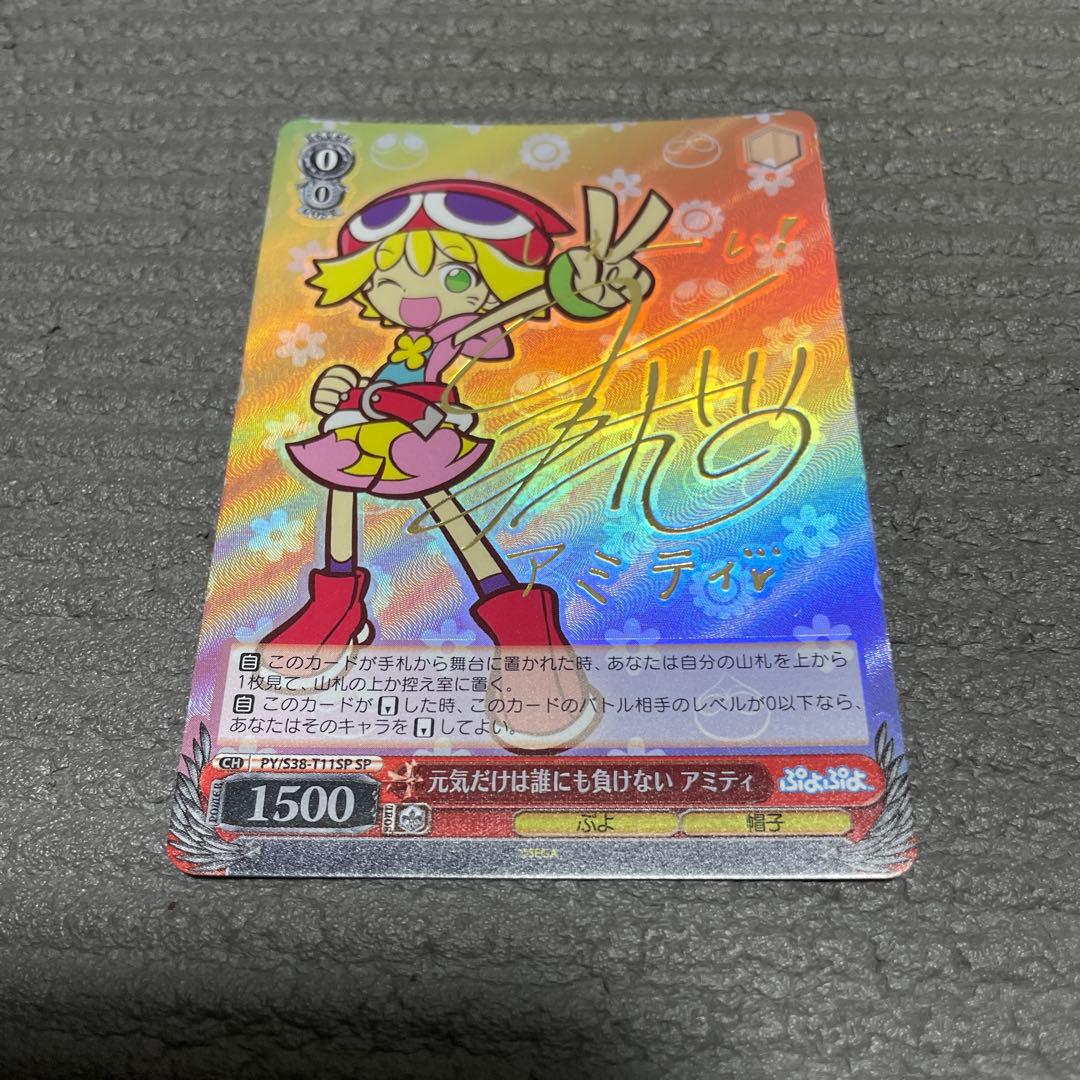 LEVEL
0
0
COST
い!
アミティ
自 このカードが手札から舞台に置かれた時、あなたは自分の山札を上から
1枚見て、山札の上か控え室に置く。
自 このカードが した時、このカードのバトル相手のレベルが0以下なら、
あなたはそのキャラを してよい。
CH PY/S38-T11SP SP
元気だけは誰にも負けない アミティ
ぷよぷよ
POWER
1500
SOUL
ぷよ
帽子
©SEGA